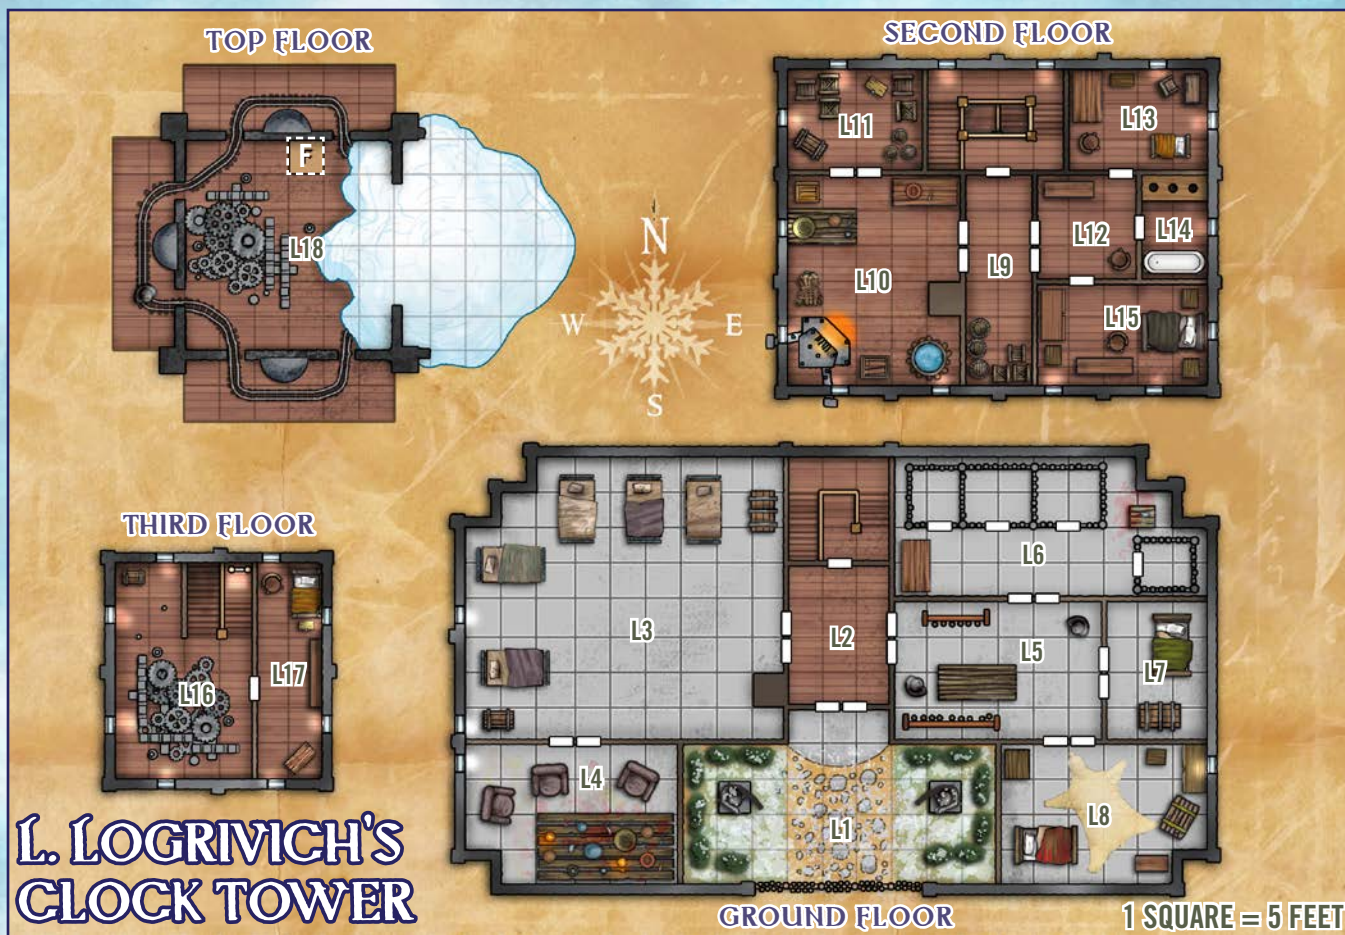 TOP FLOOR
F
L18
N
W E
S
SECOND FLOOR
L11
L13
L10
L9
L12
L14
L15
THIRD FLOOR
L16
L17
L3
L2
L6
L5
L7
L4
L1
L8
GROUND FLOOR
L. LOGRIVICH'S
CLOCK TOWER
1 SQUARE = 5 FEET